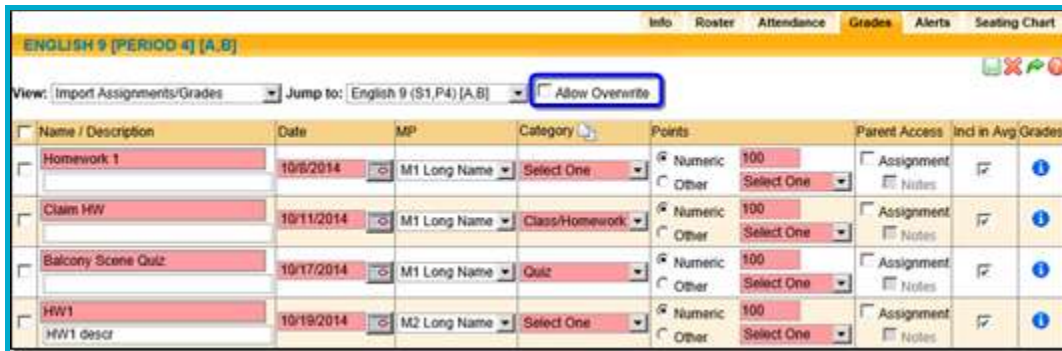 Info Roster Attendance Grades Alerts Seating Chart
ENGLISH 9 [PERIOD 4] [A,B]
View: Import Assignments/Grades Jump to: English 9 (S1,P4) [A,B] Allow Overwrite
Name / Description Date MP Category Points Parent Access Incl in Avg Grades
Homework 1 10/8/2014 M1 Long Name Select One Numeric 100 Assignment
Other Select One Notes
Claim HW 10/11/2014 M1 Long Name Class/Homework Numeric 100 Assignment
Other Select One Notes
Balcony Scene Quiz 10/17/2014 M1 Long Name Quiz Numeric 100 Assignment
Other Select One Notes
HW1 10/19/2014 M2 Long Name Select One Numeric 100 Assignment
HW1 descr Other Select One Notes